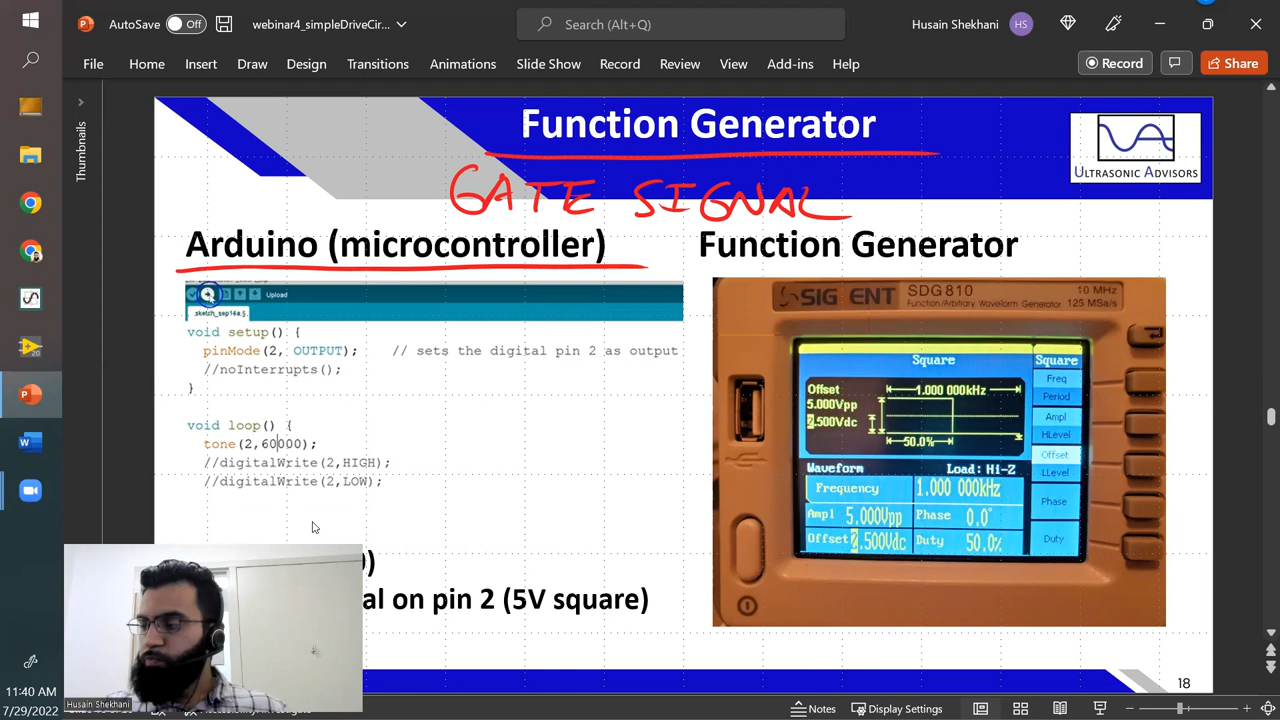 AutoSave Off webinar4_simpleDriveCir... Search (Alt+Q) Husain Shekhani HS
File Home Insert Draw Design Transitions Animations Slide Show Record Review View Add-ins Help Record Share
Thumbnails
Function Generator
ULTRASONIC ADVISORS
GATE SIGNAL
Arduino (microcontroller)
Upload
sketch_sep14a §
void setup() {
pinMode(2, OUTPUT); // sets the digital pin 2 as output
//noInterrupts();
}
void loop() {
tone(2,60000);
//digitalWrite(2,HIGH);
//digitalWrite(2,LOW);
al on pin 2 (5V square)
Function Generator
SIGLENT SDG810 10 MHz
Function/Arbitrary Waveform Generator 125 MSa/s
Square Square
Offset 1.000 000kHz Freq
5.000Vpp Period
2.500Vdc Ampl
50.0% HLevel
Waveform Load: Hi-Z Offset
LLevel
Frequency 1.000 000kHz
Ampl 5.000Vpp Phase 0.0° Phase
Offset 2.500Vdc Duty 50.0% Duty
18
Husain Shekhani
11:40 AM
7/29/2022
Notes Display Settings